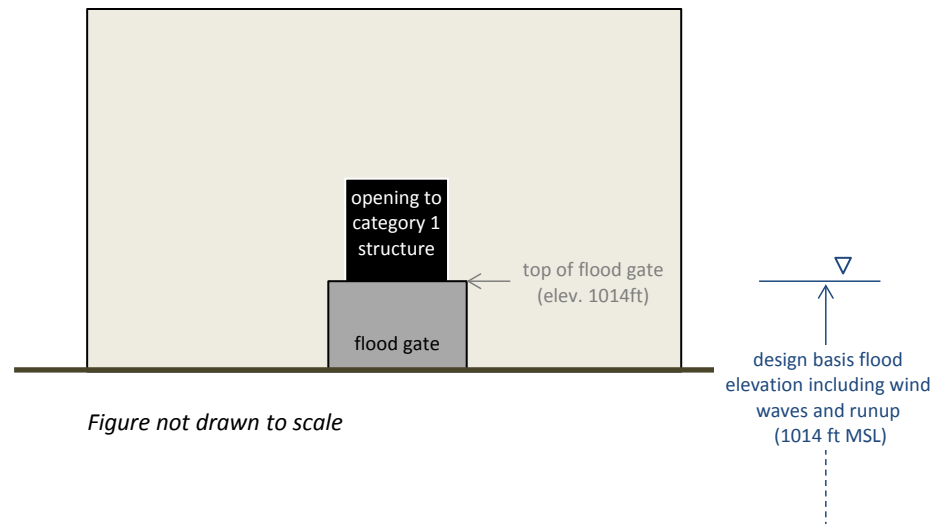 opening to
category 1
structure
top of flood gate
(elev. 1014ft)
flood gate
design basis flood
elevation including wind
waves and runup
(1014 ft MSL)
Figure not drawn to scale